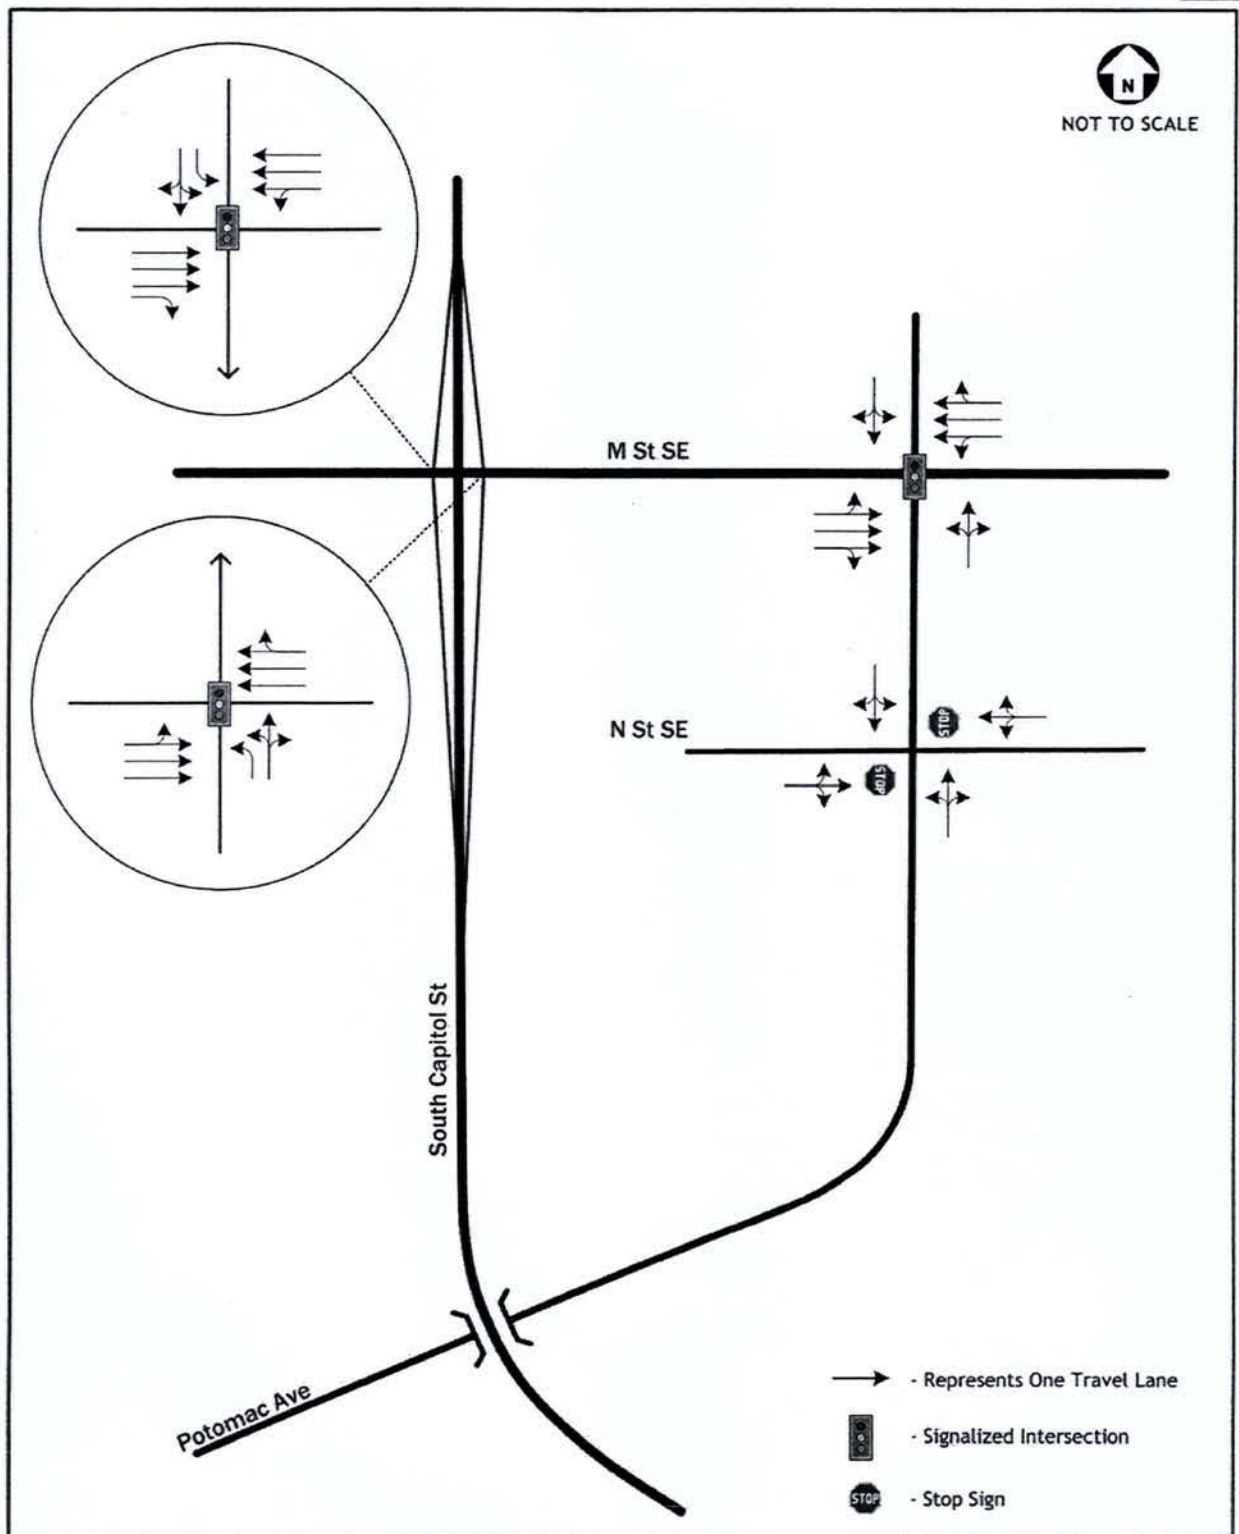 N
NOT TO SCALE
M St SE
STOP
N St SE
STOP
South Capitol St
Potomac Ave
- Represents One Travel Lane
- Signalized Intersection
STOP
- Stop Sign